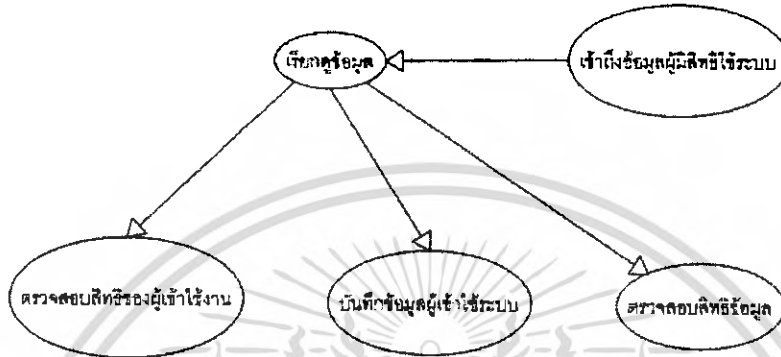 เรียกดูข้อมูล
เข้าถึงข้อมูลผู้มีสิทธิใช้ระบบ
ตรวจสอบสิทธิของผู้เข้าใช้งาน
บันทึกข้อมูลผู้เข้าใช้ระบบ
ตรวจสอบสิทธิข้อมูล